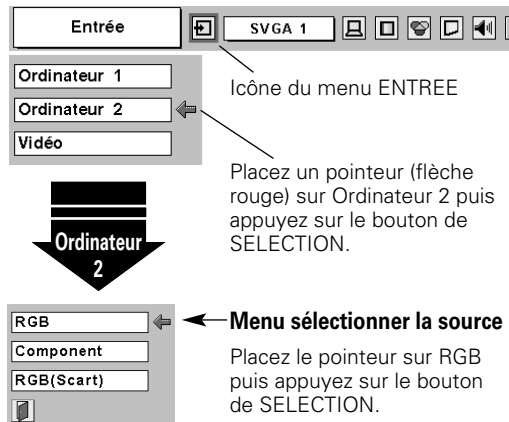 Entrée
SVGA 1
Icône du menu ENTREE
Ordinateur 1
Ordinateur 2
Vidéo
Placez un pointeur (flèche
rouge) sur Ordinateur 2 puis
appuyez sur le bouton de
SELECTION.
Ordinateur
2
RGB
Component
RGB(Scart)
Menu sélectionner la source
Placez le pointeur sur RGB
puis appuyez sur le bouton
de SELECTION.